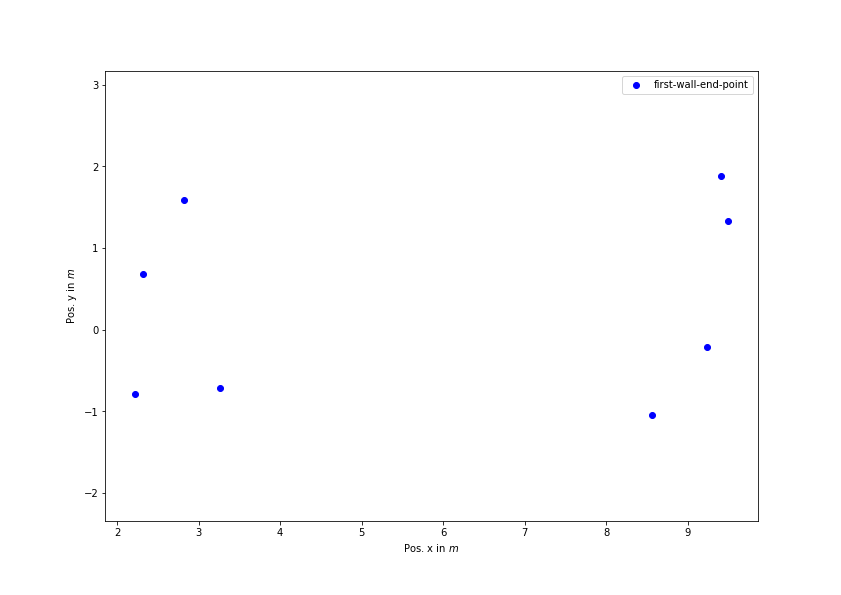 first-wall-end-point
3
2
1
0
−1
−2
Pos. y in m
2 3 4 5 6 7 8 9
Pos. x in m